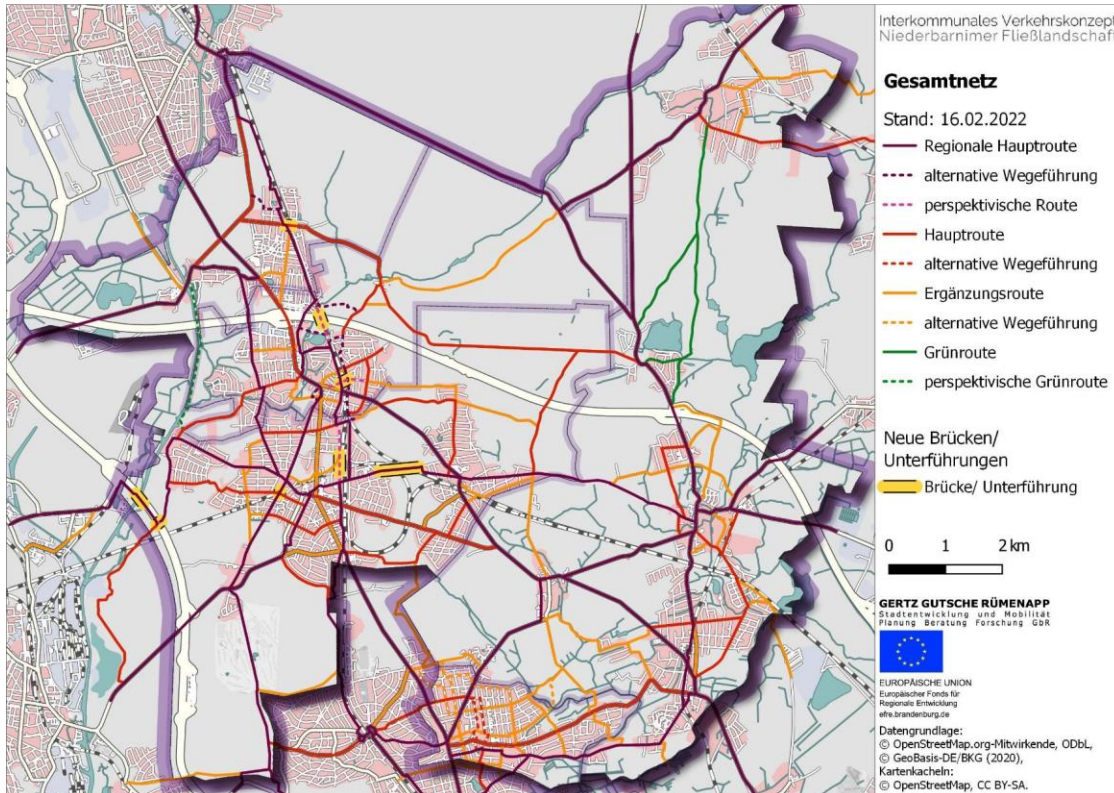 Interkommunales Verkehrskonzept
Niederbarnimer Fließlandschaft
Gesamtnetz
Stand: 16.02.2022
Regionale Hauptroute
alternative Wegeführung
perspektivische Route
Hauptroute
alternative Wegeführung
Ergänzungsroute
alternative Wegeführung
Grünroute
perspektivische Grünroute
Neue Brücken/
Unterführungen
Brücke/ Unterführung
0 1 2 km
GERTZ GUTSCHE RÜMENAPP
Stadtentwicklung und Mobilität
Planung Beratung Forschung GbR
EUROPÄISCHE UNION
Europäischer Fonds für
Regionale Entwicklung
efre.brandenburg.de
Datengrundlage:
© OpenStreetMap.org-Mitwirkende, ODbL,
© GeoBasis-DE/BKG (2020),
Kartenkacheln:
© OpenStreetMap, CC BY-SA.